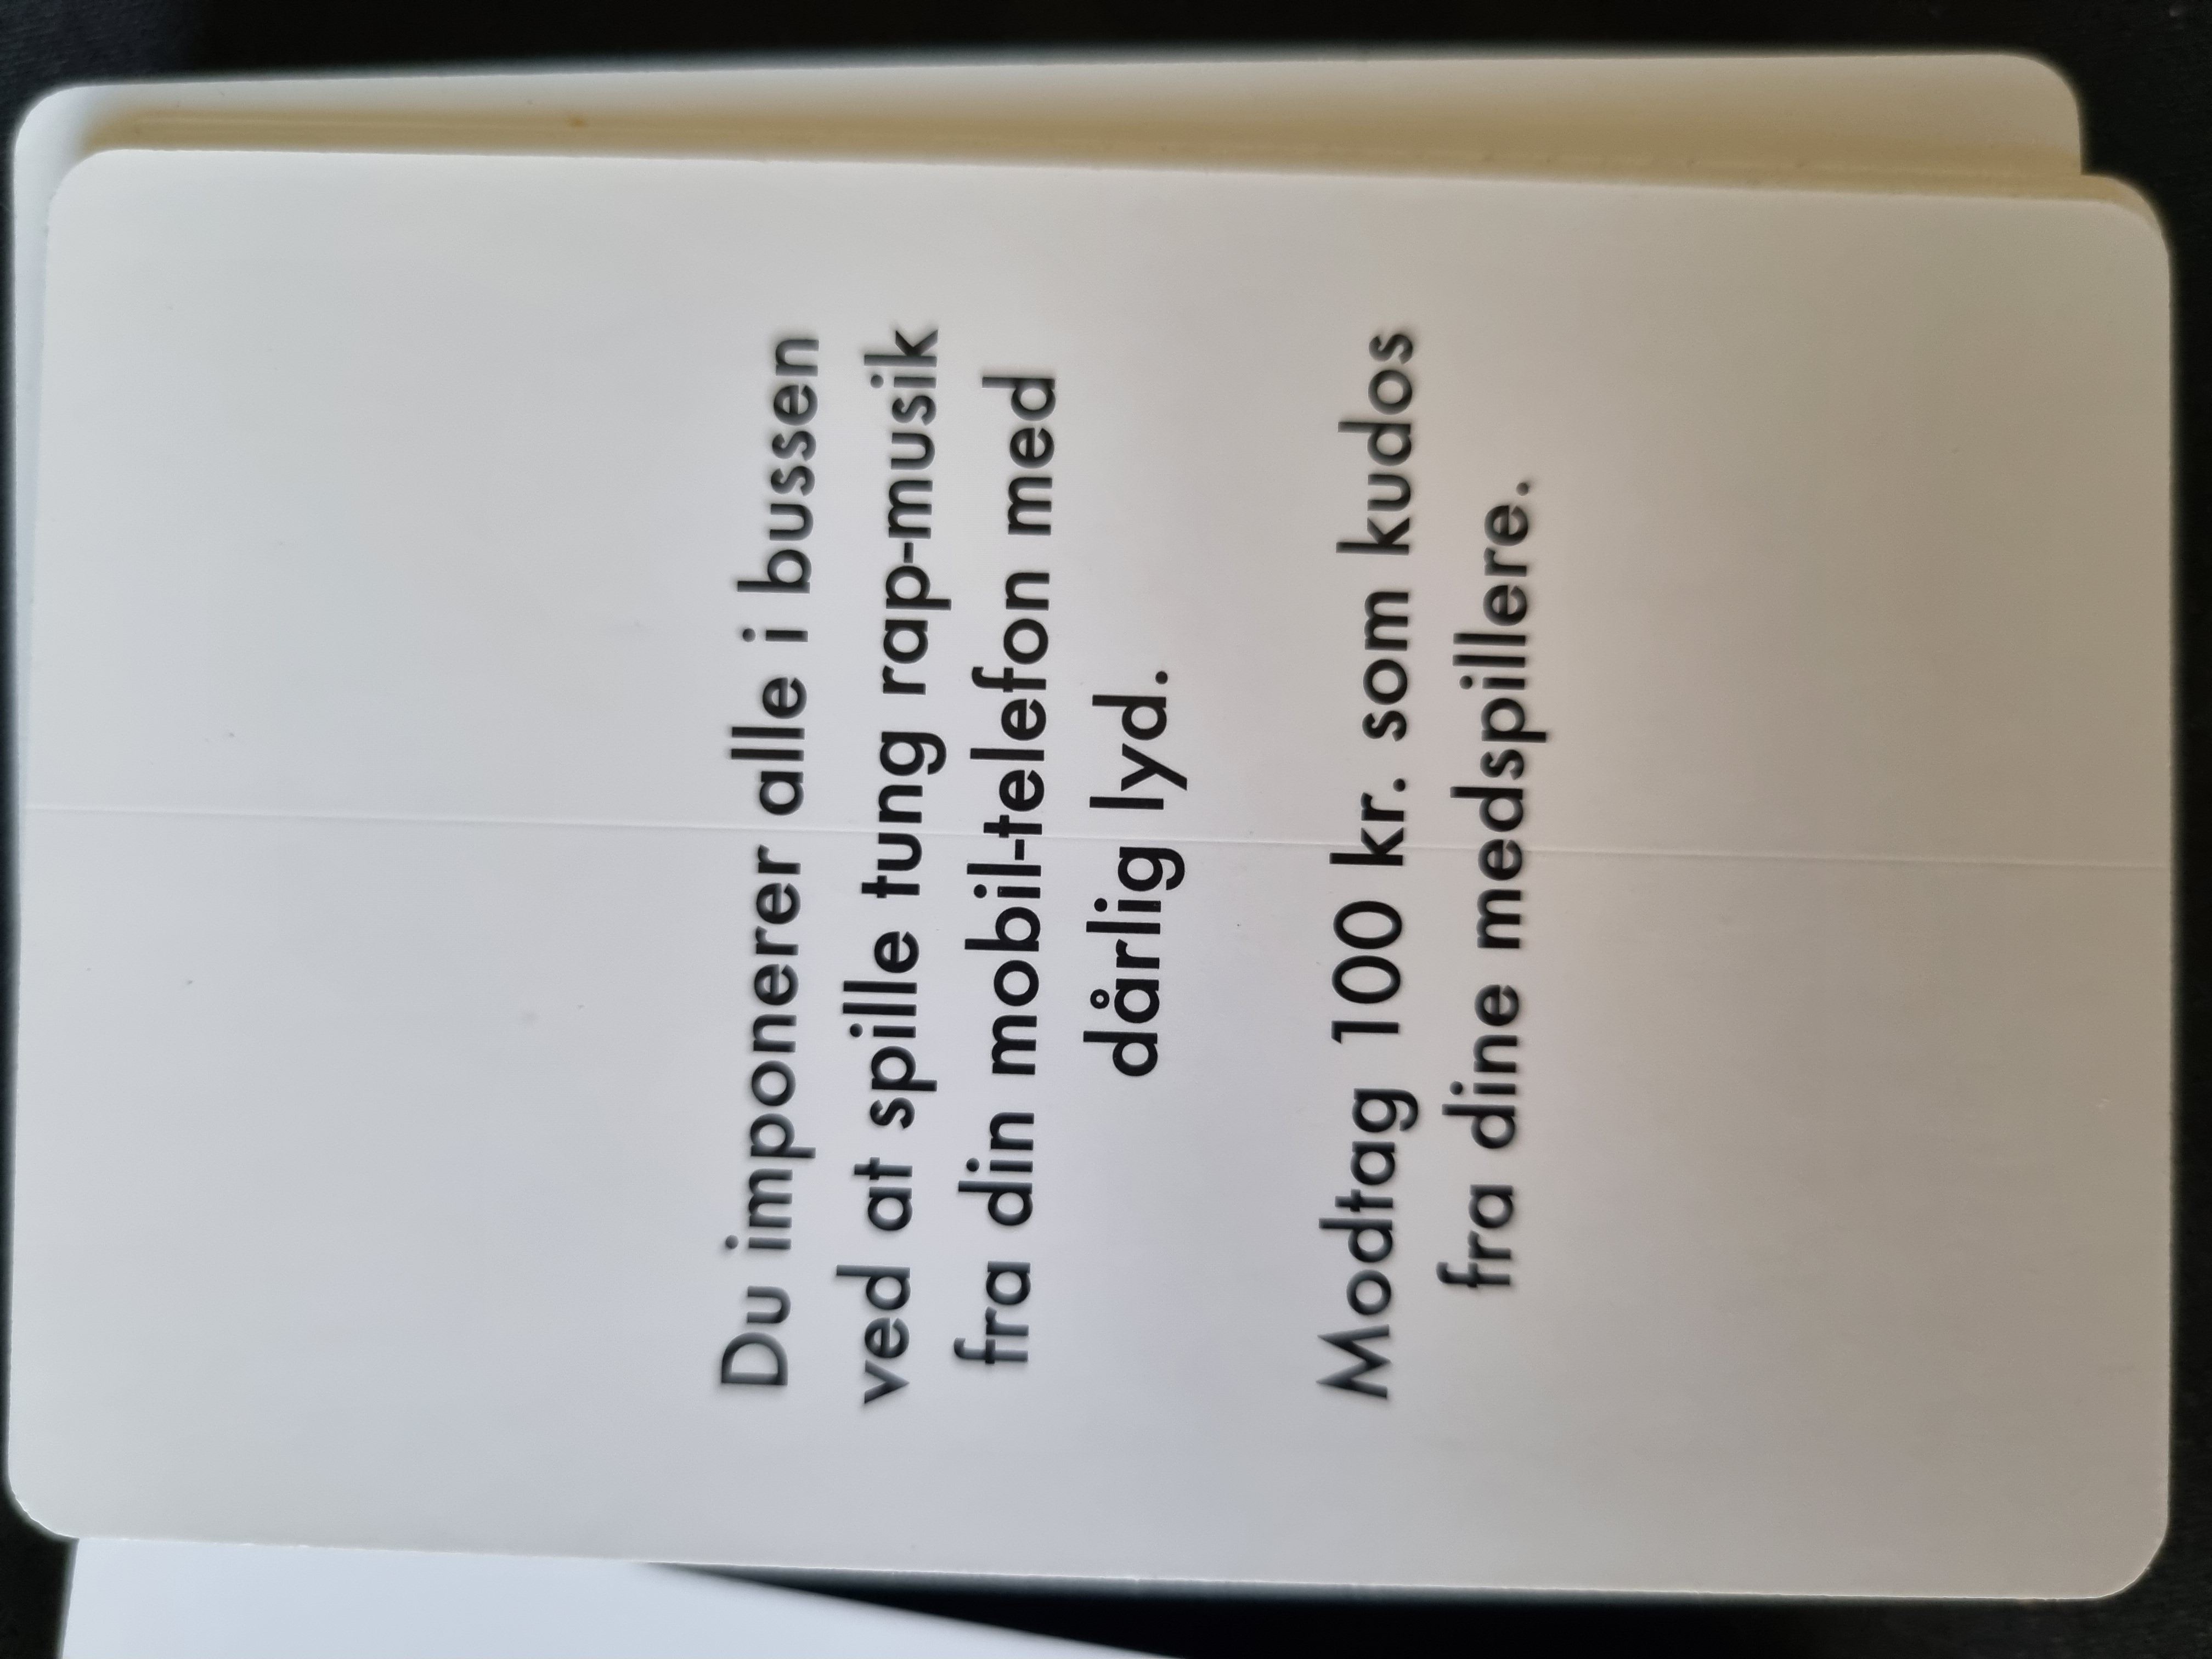 Du imponerer alle i bussen
ved at spille tung rap-musik
fra din mobil-telefon med
dårlig lyd.
Modtag 100 kr. som kudos
fra dine medspillere.